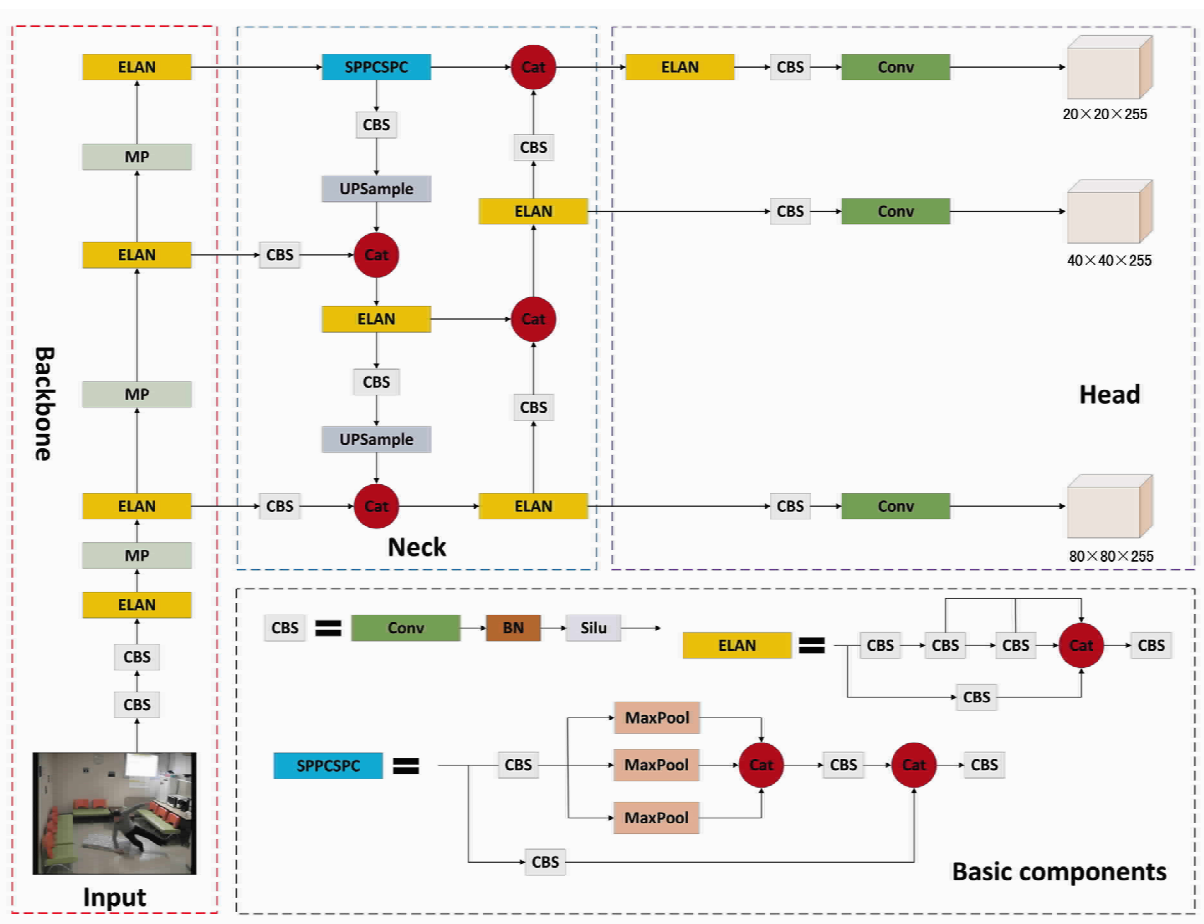 ELAN
SPPCSPC
Cat
ELAN
CBS
Conv
20×20×255
CBS
MP
CBS
UPSample
ELAN
CBS
Conv
40×40×255
ELAN
CBS
Cat
ELAN
Cat
Backbone
MP
CBS
CBS
Head
UPSample
ELAN
CBS
Cat
ELAN
CBS
Conv
80×80×255
Neck
MP
ELAN
CBS
CBS
Input
CBS = Conv BN Silu
ELAN = CBS CBS CBS Cat CBS
CBS
SPPCSPC = CBS MaxPool
MaxPool
MaxPool
Cat CBS Cat CBS
CBS
Basic components